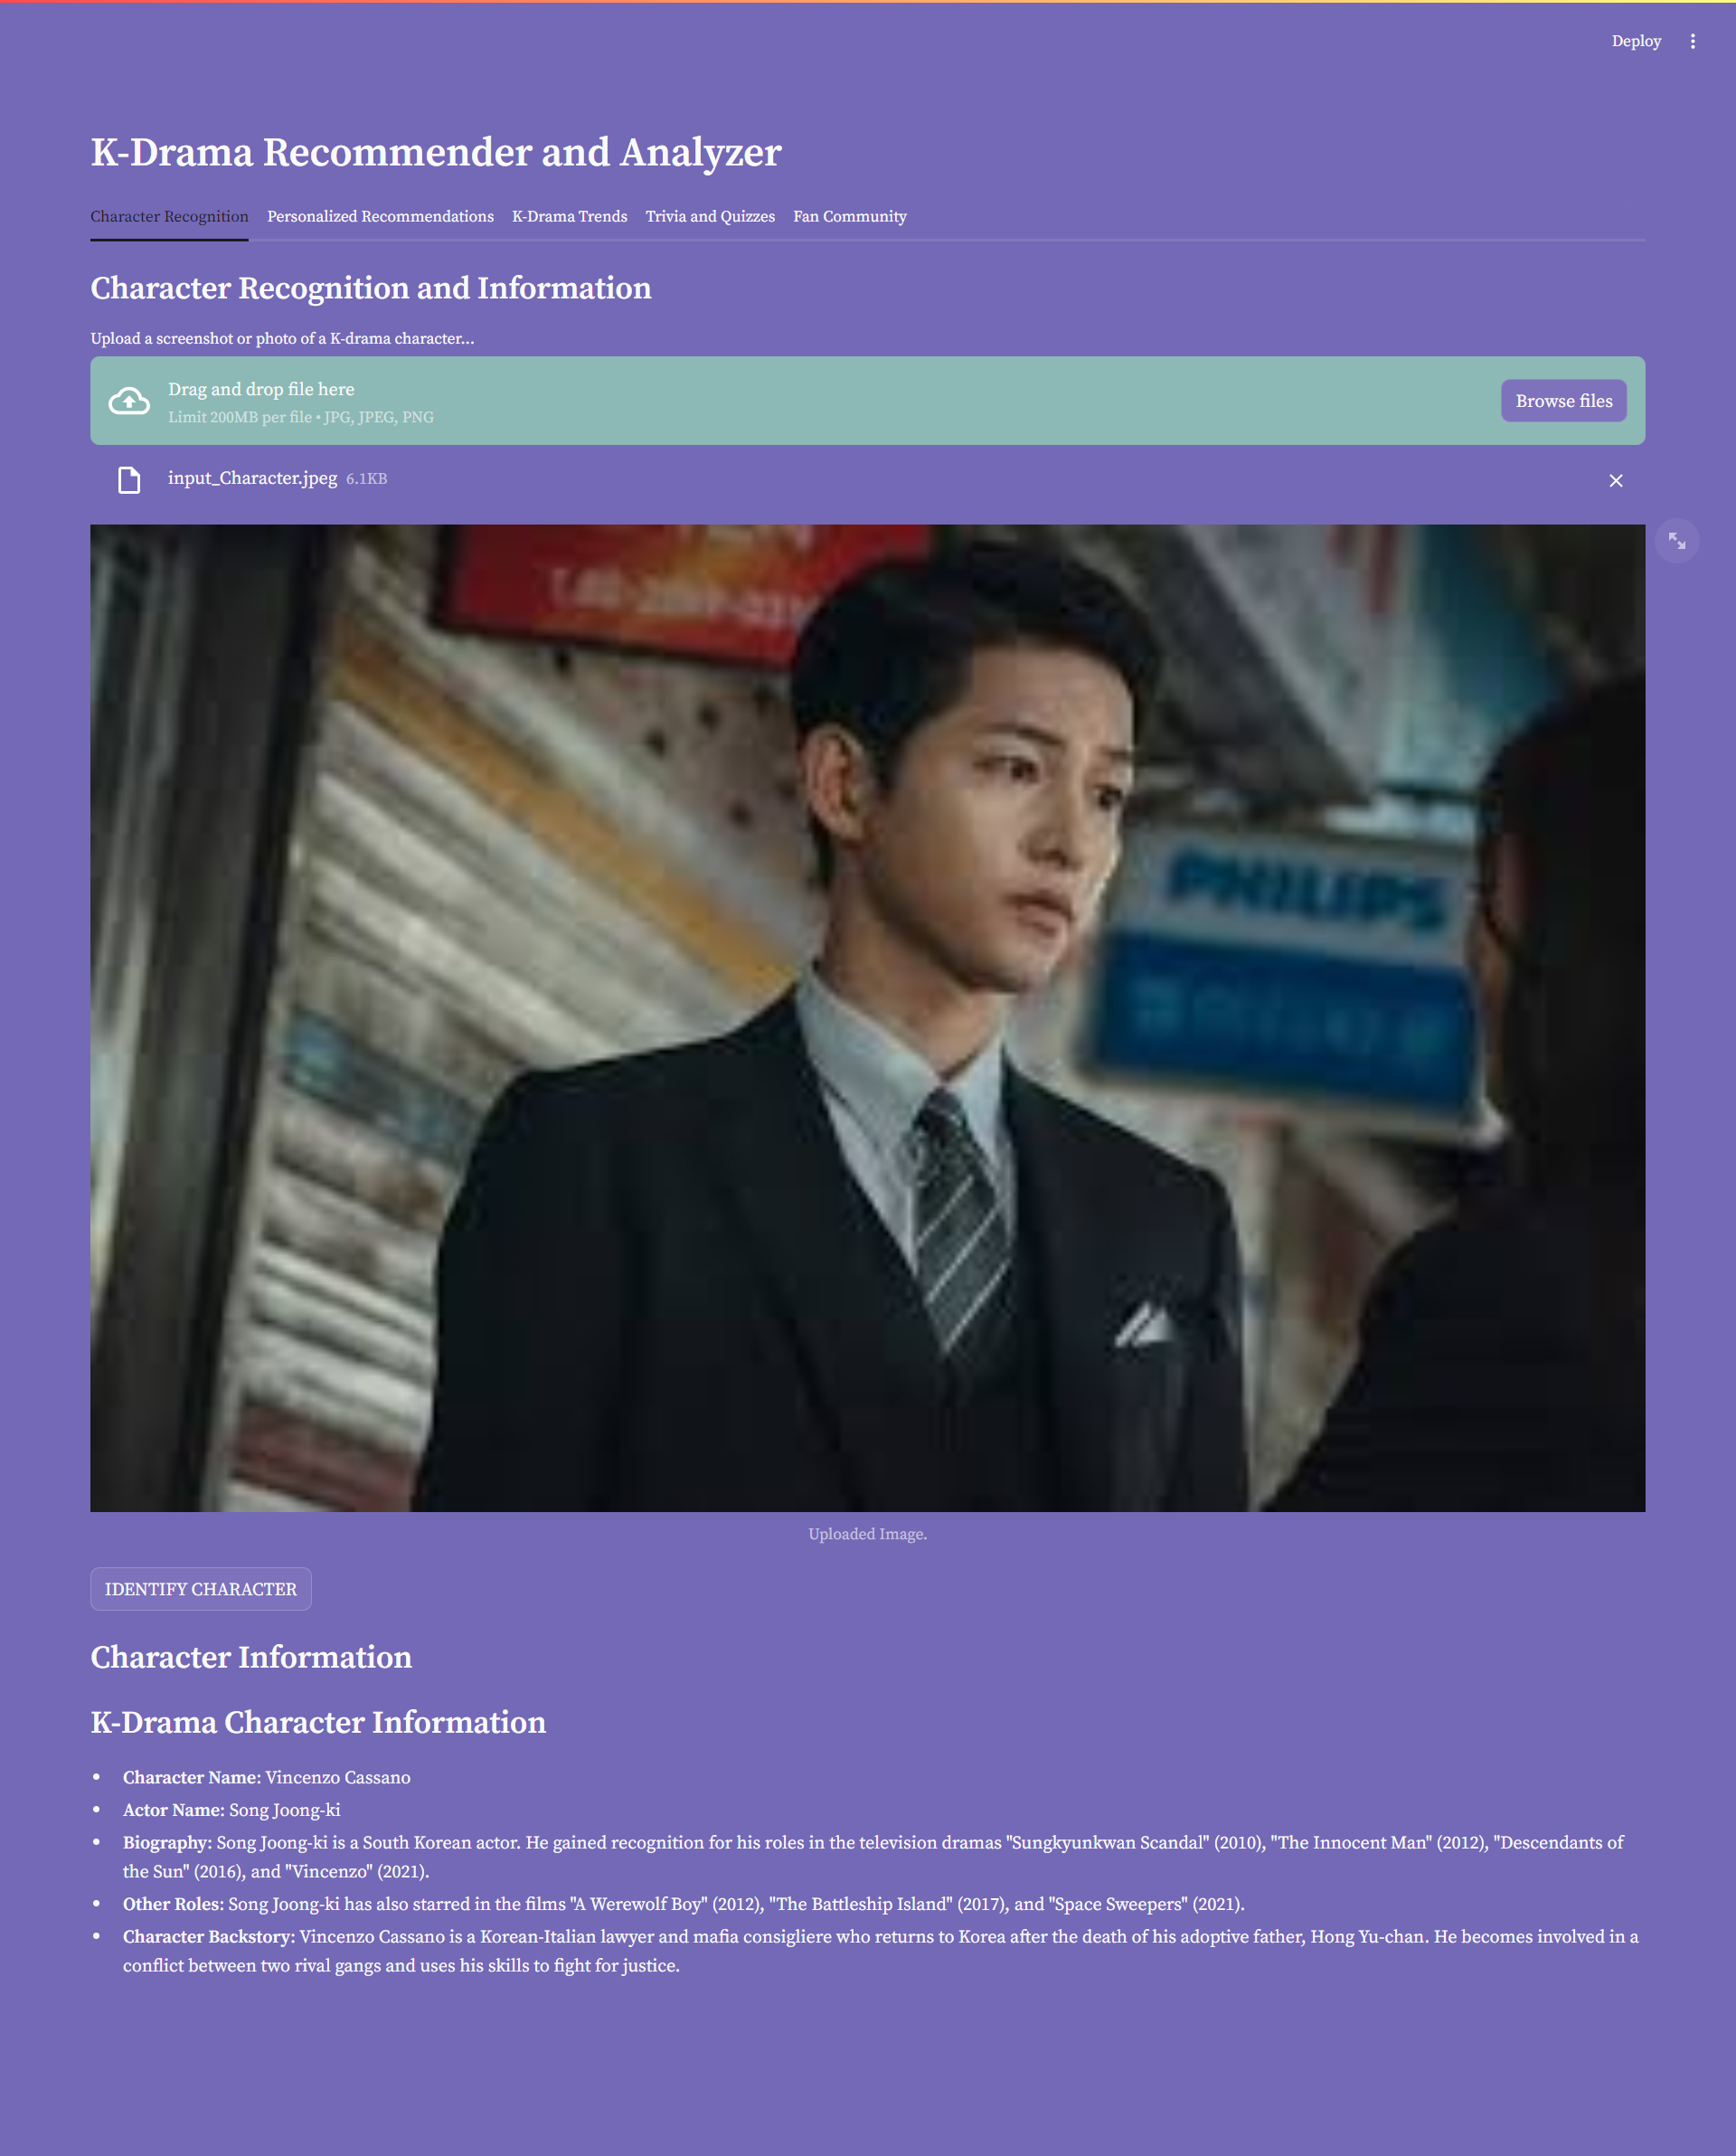 Deploy
K-Drama Recommender and Analyzer
Character Recognition
Personalized Recommendations
K-Drama Trends
Trivia and Quizzes
Fan Community
Character Recognition and Information
Upload a screenshot or photo of a K-drama character...
Drag and drop file here
Limit 200MB per file • JPG, JPEG, PNG
Browse files
input_Character.jpeg 6.1KB
PHILIPS
Uploaded Image.
IDENTIFY CHARACTER
Character Information
K-Drama Character Information
• Character Name: Vincenzo Cassano
• Actor Name: Song Joong-ki
• Biography: Song Joong-ki is a South Korean actor. He gained recognition for his roles in the television dramas "Sungkyunkwan Scandal" (2010), "The Innocent Man" (2012), "Descendants of
the Sun" (2016), and "Vincenzo" (2021).
• Other Roles: Song Joong-ki has also starred in the films "A Werewolf Boy" (2012), "The Battleship Island" (2017), and "Space Sweepers" (2021).
• Character Backstory: Vincenzo Cassano is a Korean-Italian lawyer and mafia consigliere who returns to Korea after the death of his adoptive father, Hong Yu-chan. He becomes involved in a
conflict between two rival gangs and uses his skills to fight for justice.